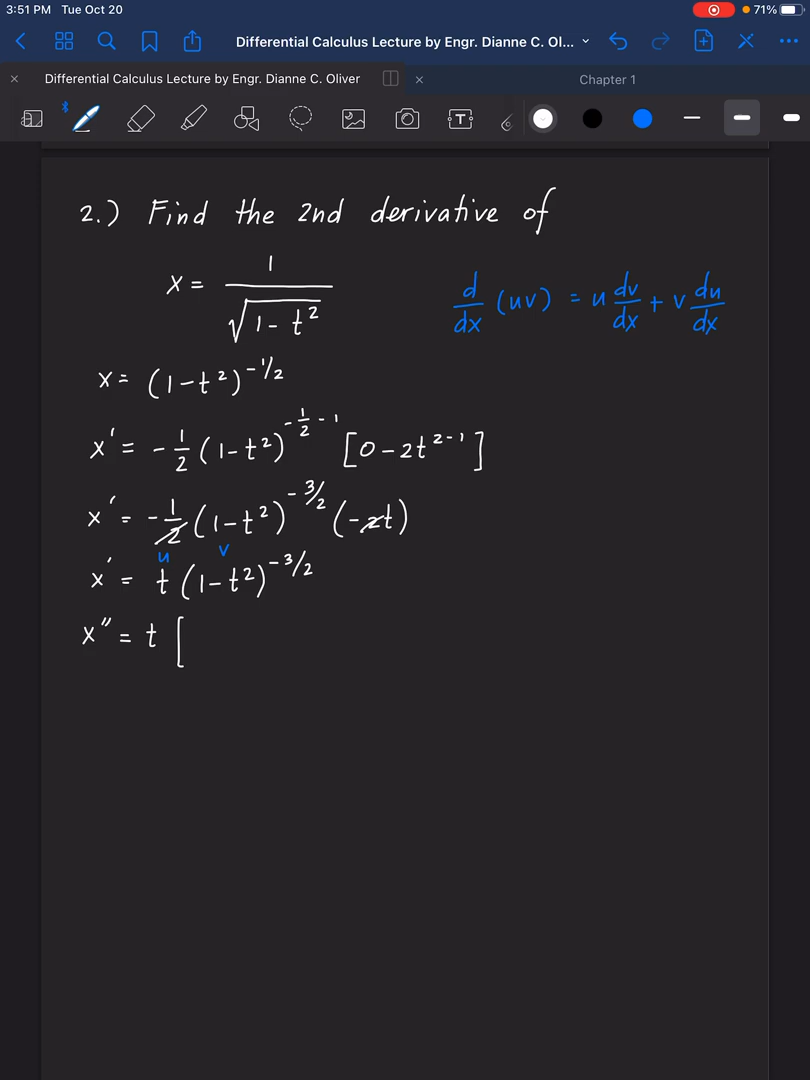 3:51 PM Tue Oct 20 71%
Differential Calculus Lecture by Engr. Dianne C. Ol...
Differential Calculus Lecture by Engr. Dianne C. Oliver
Chapter 1
T
2.) Find the 2nd derivative of
x = 1 / √(1 - t²)
d/dx (uv) = u dv/dx + v du/dx
x = (1-t²)^(-1/2)
x' = -1/2 (1-t²)^(-1/2 - 1) [0-2t^(2-1)]
x' = -1/2 (1-t²)^(-3/2) (-2t)
u v
x' = t (1-t²)^(-3/2)
x" = t [